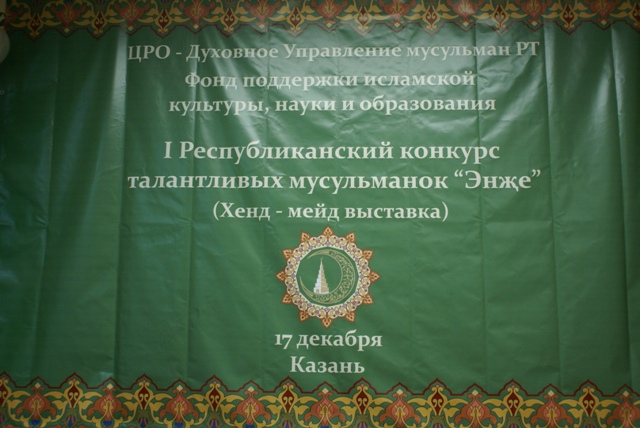 ЦРО - Духовное Управление мусульман РТ
Фонд поддержки исламской
культуры, науки и образования
I Республиканский конкурс
талантливых мусульманок “Энҗе”
(Хенд - мейд выставка)
17 декабря
Казань